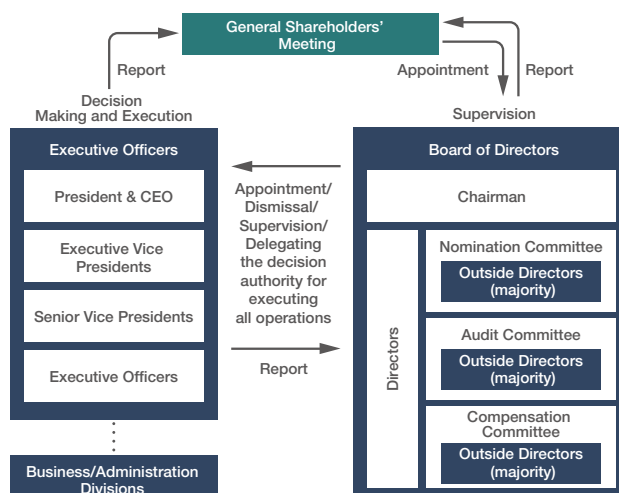 General Shareholders'
Meeting
Report
Appointment
Report
Decision
Making and Execution
Supervision
Executive Officers
President & CEO
Executive Vice
Presidents
Senior Vice Presidents
Executive Officers
Business/Administration
Divisions
Appointment/
Dismissal/
Supervision/
Delegating
the decision
authority for
executing
all operations
Report
Board of Directors
Chairman
Directors
Nomination Committee
Outside Directors
(majority)
Audit Committee
Outside Directors
(majority)
Compensation
Committee
Outside Directors
(majority)